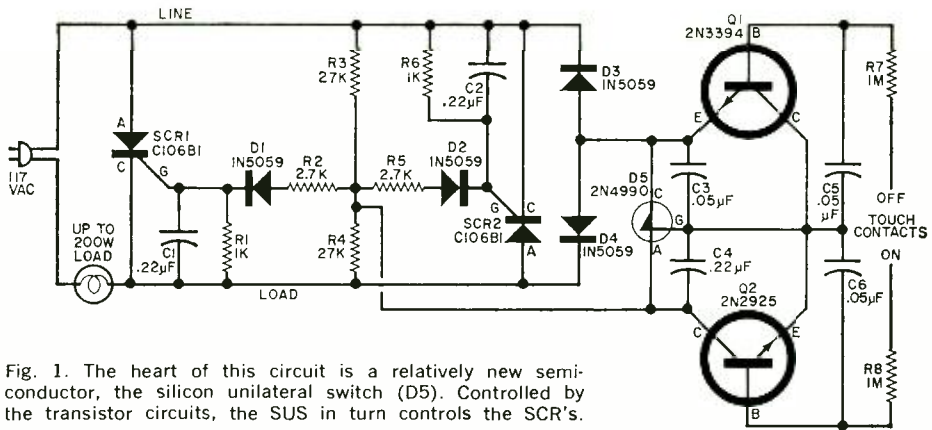 LINE
Q1
2N3394
B
R3
27K
R6
1K
C2
.22µF
D3
1N5059
R7
1M
A
SCR1
C106B1
C
G
E
C
117
VAC
D1
1N5059
R2
2.7K
R5
2.7K
D2
1N5059
D5
2N4990
C
C3
.05µF
C5
.05
µF
OFF
G
C
SCR2
C106B1
A
G
A
TOUCH
CONTACTS
UP TO
200W
LOAD
C1
.22µF
R1
1K
R4
27K
D4
1N5059
C4
.22µF
ON
C6
.05µF
LOAD
Q2
2N2925
C
E
B
R8
1M
Fig. 1. The heart of this circuit is a relatively new semi-
conductor, the silicon unilateral switch (D5). Controlled by
the transistor circuits, the SUS in turn controls the SCR's.